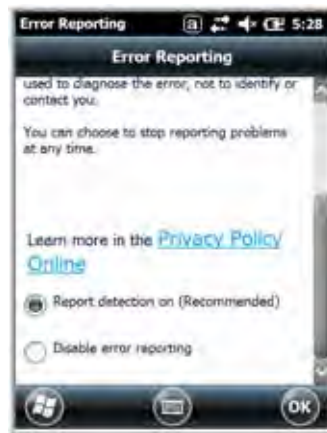 Error Reporting 5:28
Error Reporting
used to diagnose the error, not to identify or
contact you.
You can choose to stop reporting problems
at any time.
Learn more in the Privacy Policy
Online
Report detection on (Recommended)
Disable error reporting
OK